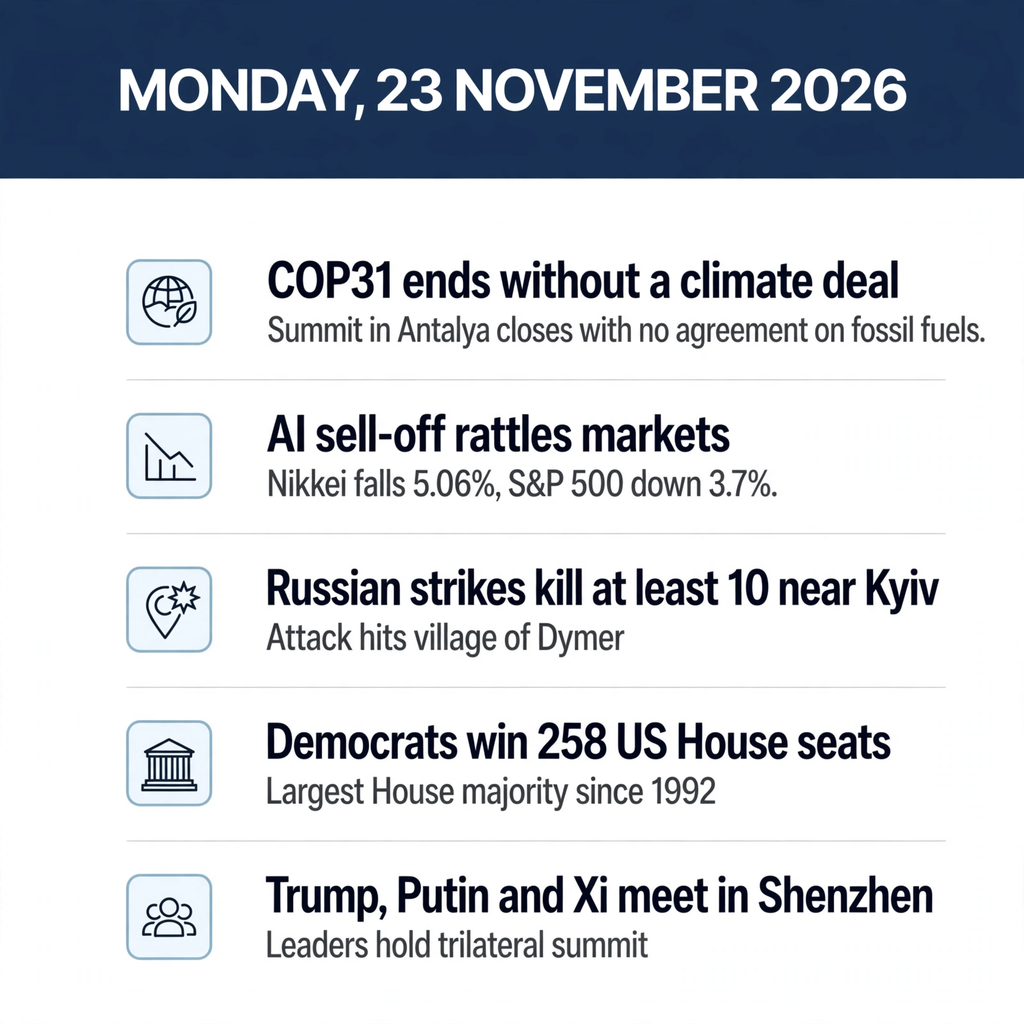 MONDAY, 23 NOVEMBER 2026
COP31 ends without a climate deal
Summit in Antalya closes with no agreement on fossil fuels.
AI sell-off rattles markets
Nikkei falls 5.06%, S&P 500 down 3.7%.
Russian strikes kill at least 10 near Kyiv
Attack hits village of Dymer
Democrats win 258 US House seats
Largest House majority since 1992
Trump, Putin and Xi meet in Shenzhen
Leaders hold trilateral summit